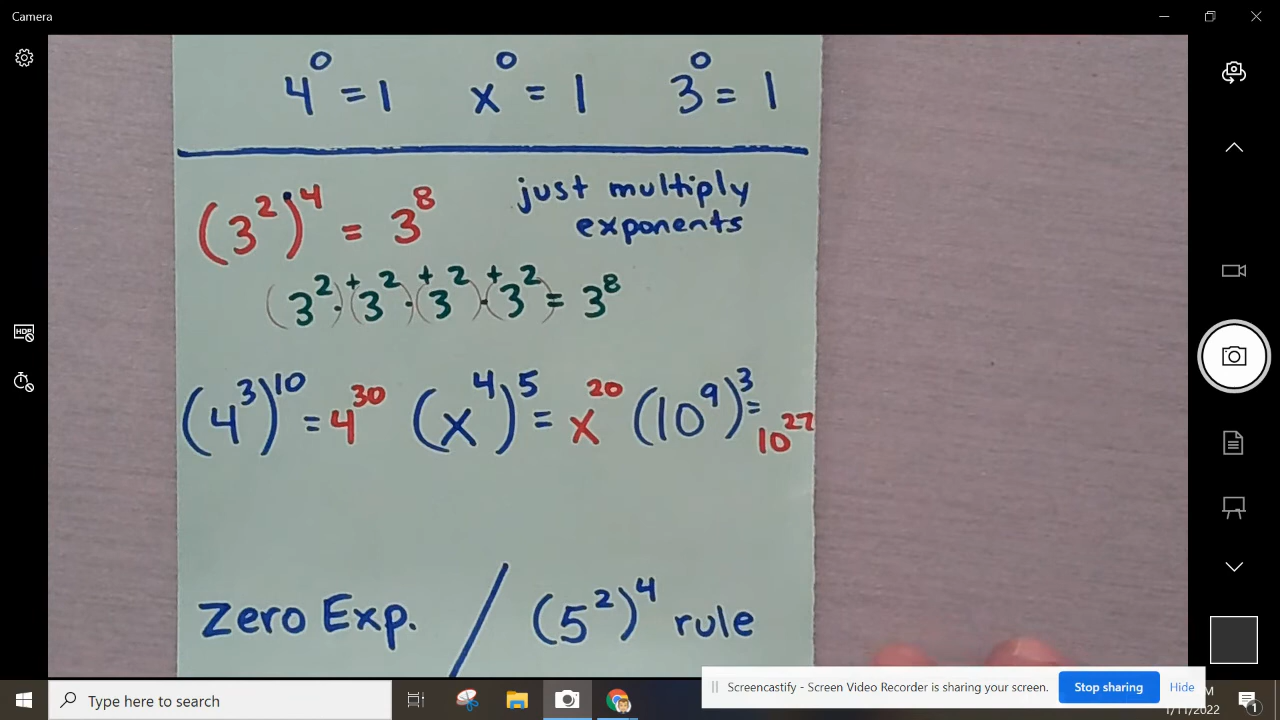 Camera
4⁰ = 1 x⁰ = 1 3⁰ = 1
(3²)⁴ = 3⁸ just multiply
exponents
(3²)·⁺(3²)·⁺(3²)·⁺(3²) = 3⁸
(4³)¹⁰ = 4³⁰ (x⁴)⁵ = x²⁰ (10⁹)³ = 10²⁷
Zero Exp. / (5²)⁴ rule
Screencastify - Screen Video Recorder is sharing your screen. Stop sharing Hide
Type here to search
1/11/2022
1